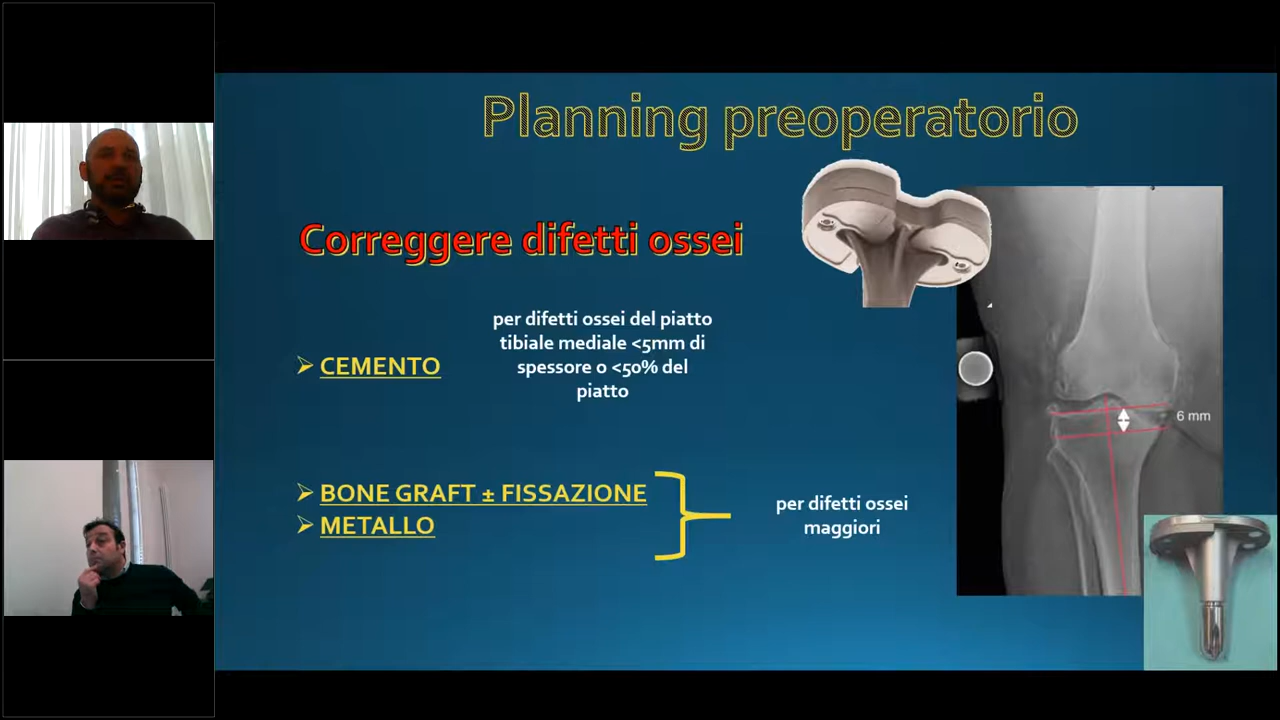 Planning preoperatorio
Correggere difetti ossei
➢ CEMENTO
per difetti ossei del piatto
tibiale mediale <5mm di
spessore o <50% del
piatto
➢ BONE GRAFT ± FISSAZIONE
➢ METALLO
per difetti ossei
maggiori
6 mm